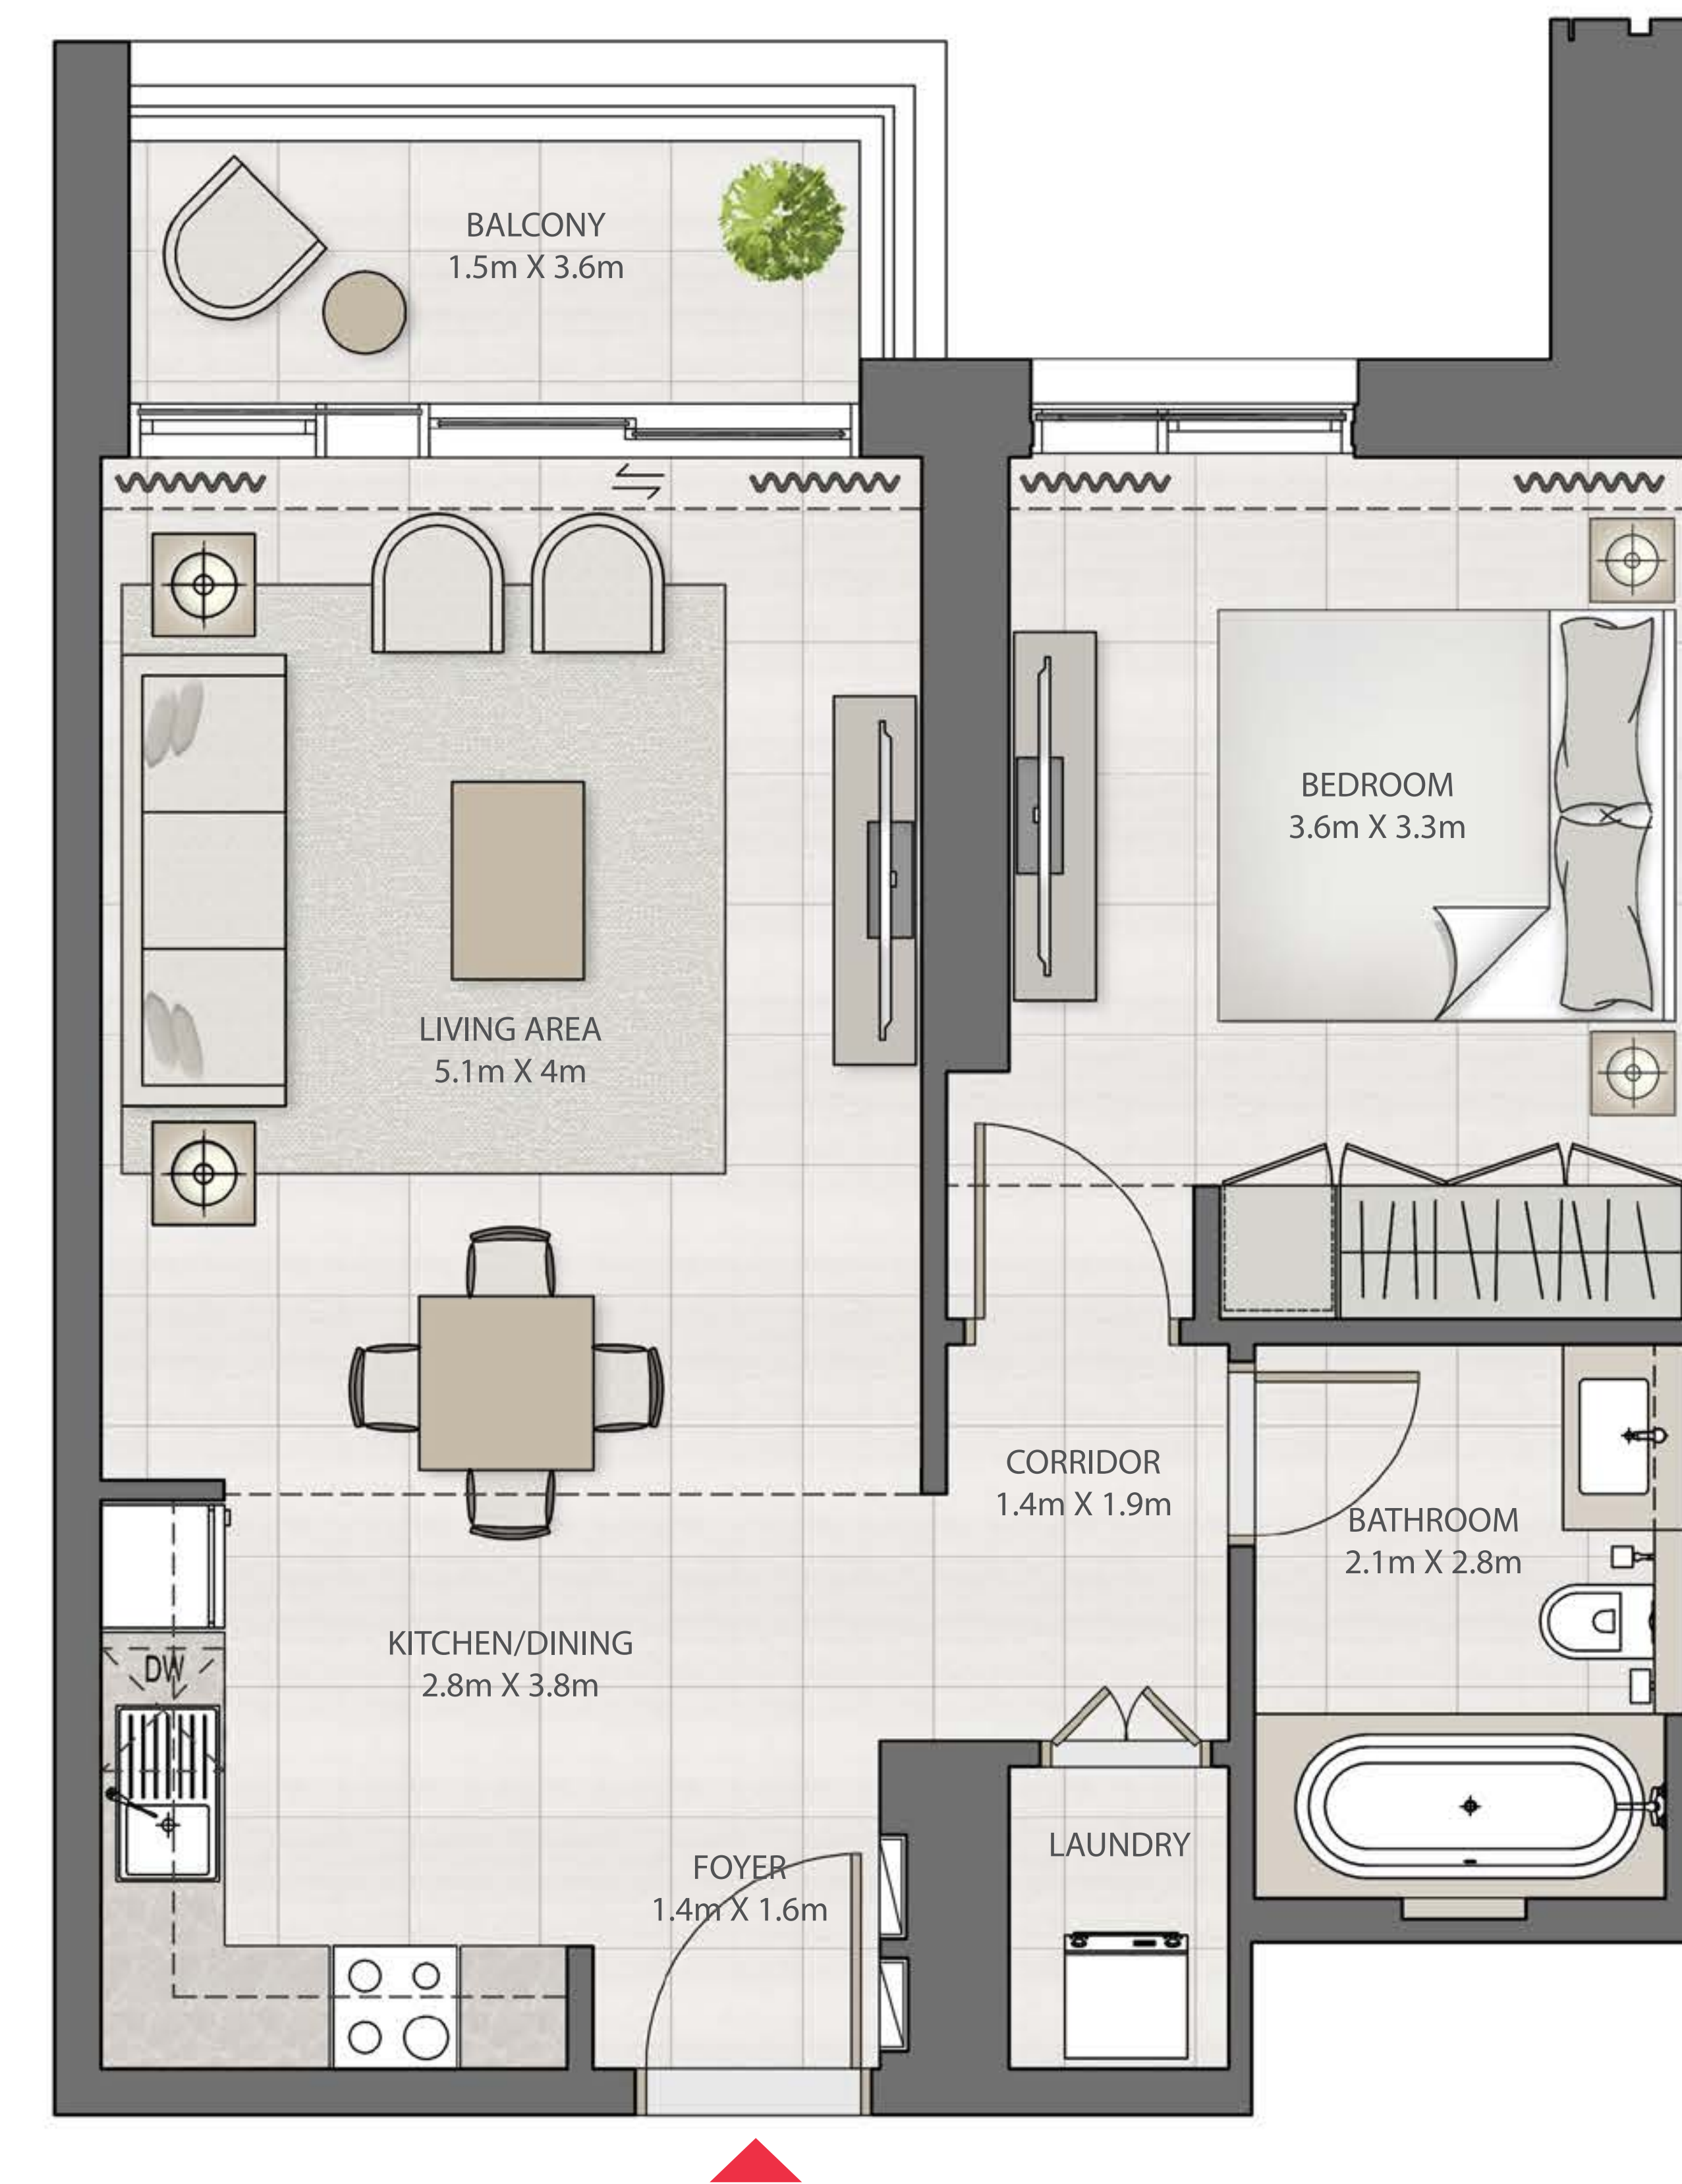 BALCONY
1.5m X 3.6m
BEDROOM
3.6m X 3.3m
LIVING AREA
5.1m X 4m
CORRIDOR
1.4m X 1.9m
BATHROOM
2.1m X 2.8m
KITCHEN/DINING
2.8m X 3.8m
DW
LAUNDRY
FOYER
1.4m X 1.6m